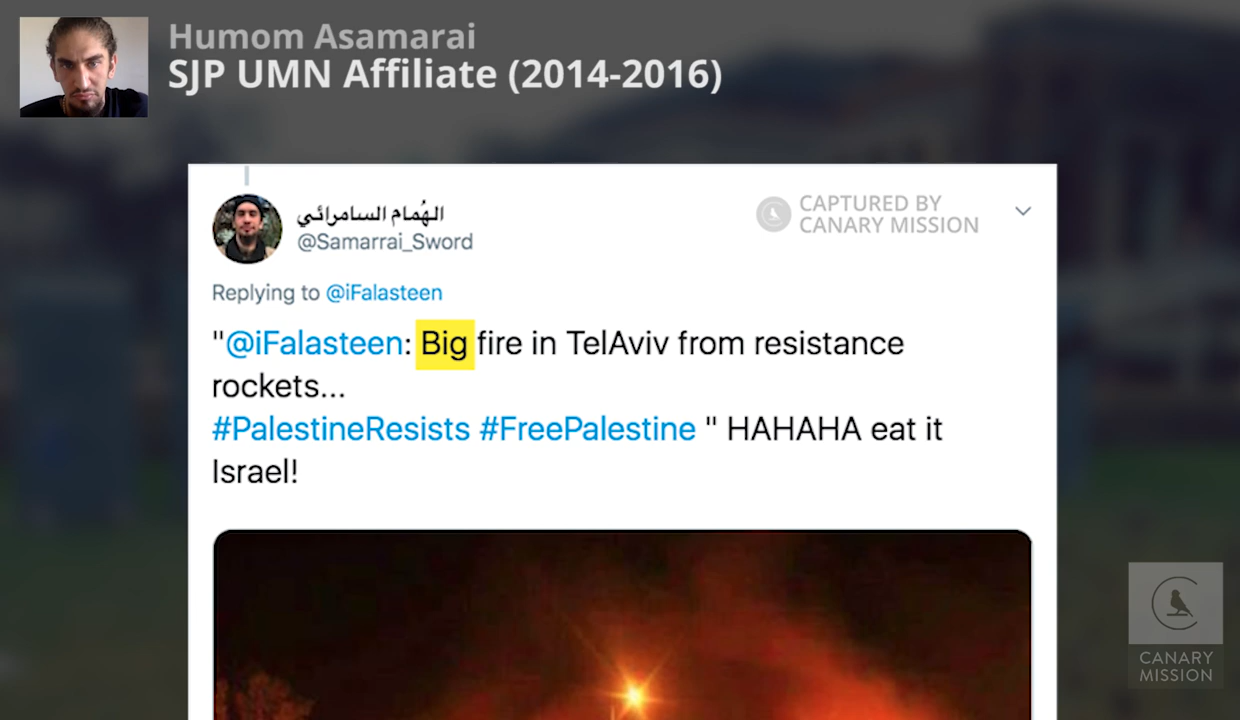 Humom Asamarai
SJP UMN Affiliate (2014-2016)
الهُمام السامرائي
@Samarrai_Sword
CAPTURED BY
CANARY MISSION
Replying to @iFalasteen
"@iFalasteen: Big fire in TelAviv from resistance
rockets...
#PalestineResists #FreePalestine " HAHAHA eat it
Israel!
CANARY
MISSION